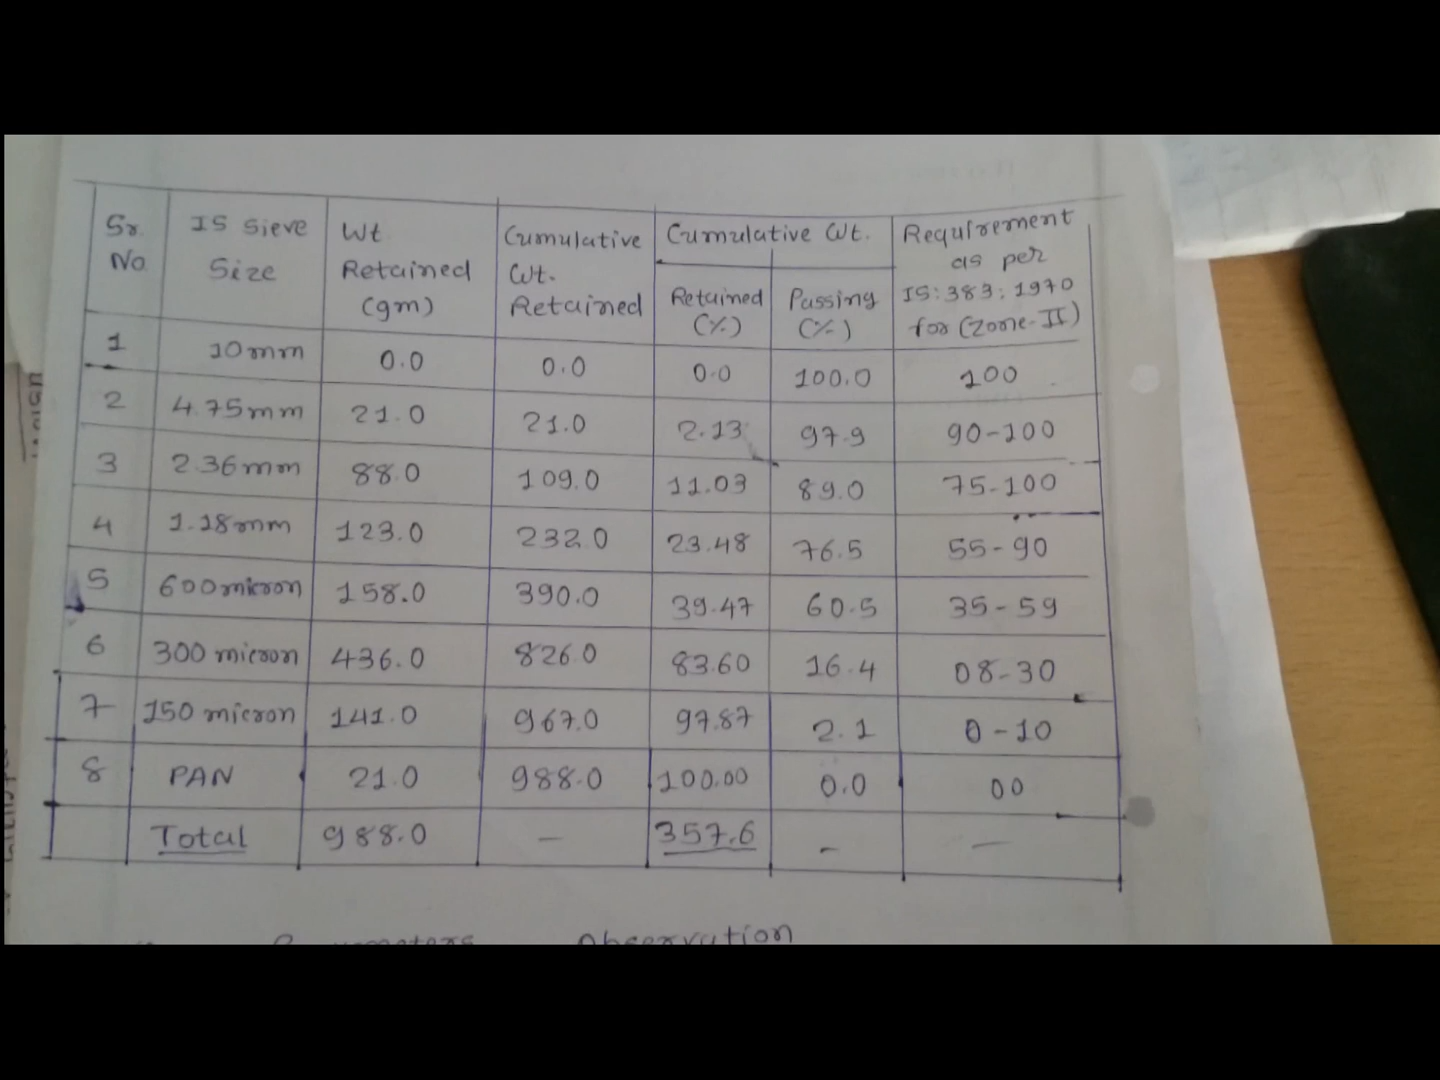 Sr. No | IS Sieve Size | Wt Retained (gm) | Cumulative Wt. Retained | Cumulative Wt. Retained (%) | Passing (%) | Requirement as per IS:383:1970 for (Zone-II)
1 | 10mm | 0.0 | 0.0 | 0.0 | 100.0 | 100
2 | 4.75mm | 21.0 | 21.0 | 2.13 | 97.9 | 90-100
3 | 2.36mm | 88.0 | 109.0 | 11.03 | 89.0 | 75-100
4 | 1.18mm | 123.0 | 232.0 | 23.48 | 76.5 | 55-90
5 | 600micron | 158.0 | 390.0 | 39.47 | 60.5 | 35-59
6 | 300 micron | 436.0 | 826.0 | 83.60 | 16.4 | 08-30
7 | 150 micron | 141.0 | 967.0 | 97.87 | 2.1 | 0-10
8 | PAN | 21.0 | 988.0 | 100.00 | 0.0 | 00
Total | 988.0 | — | 357.6 | - | —
Observation